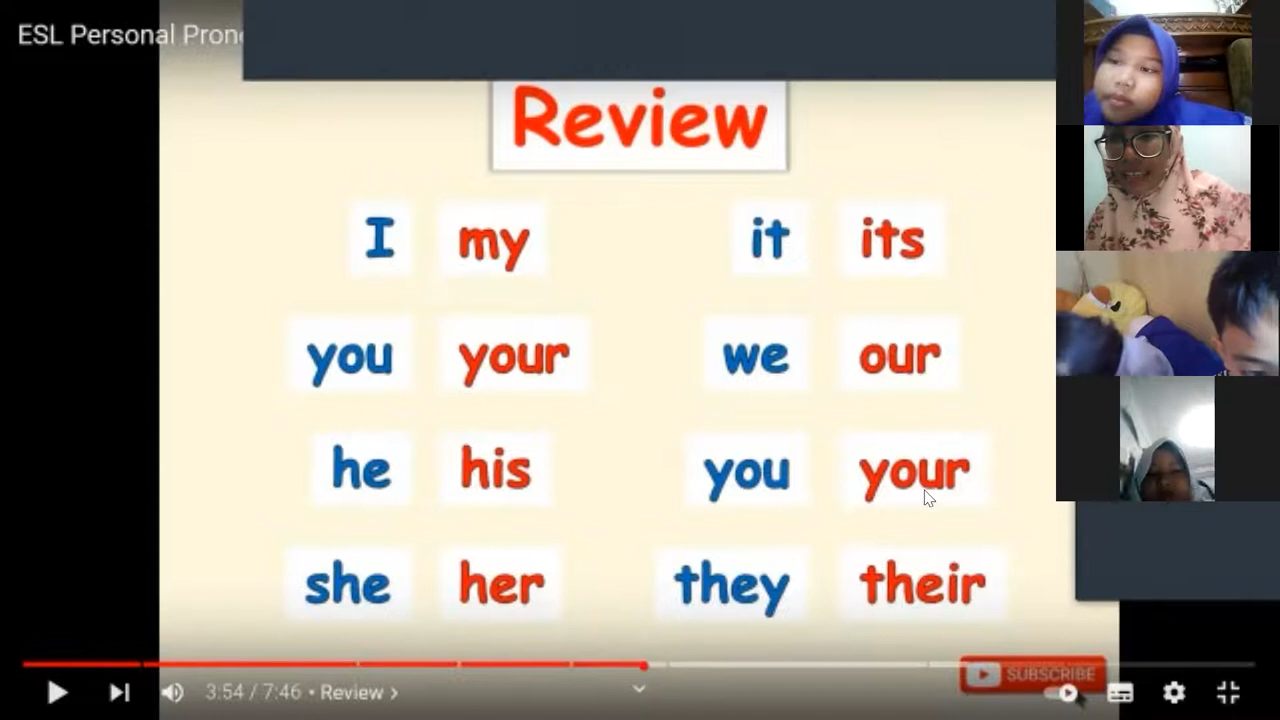 ESL Personal
Review
I my
it its
you your
we our
he his
you your
she her
they their
SUBSCRIBE
3:54 / 7:46 • Review >